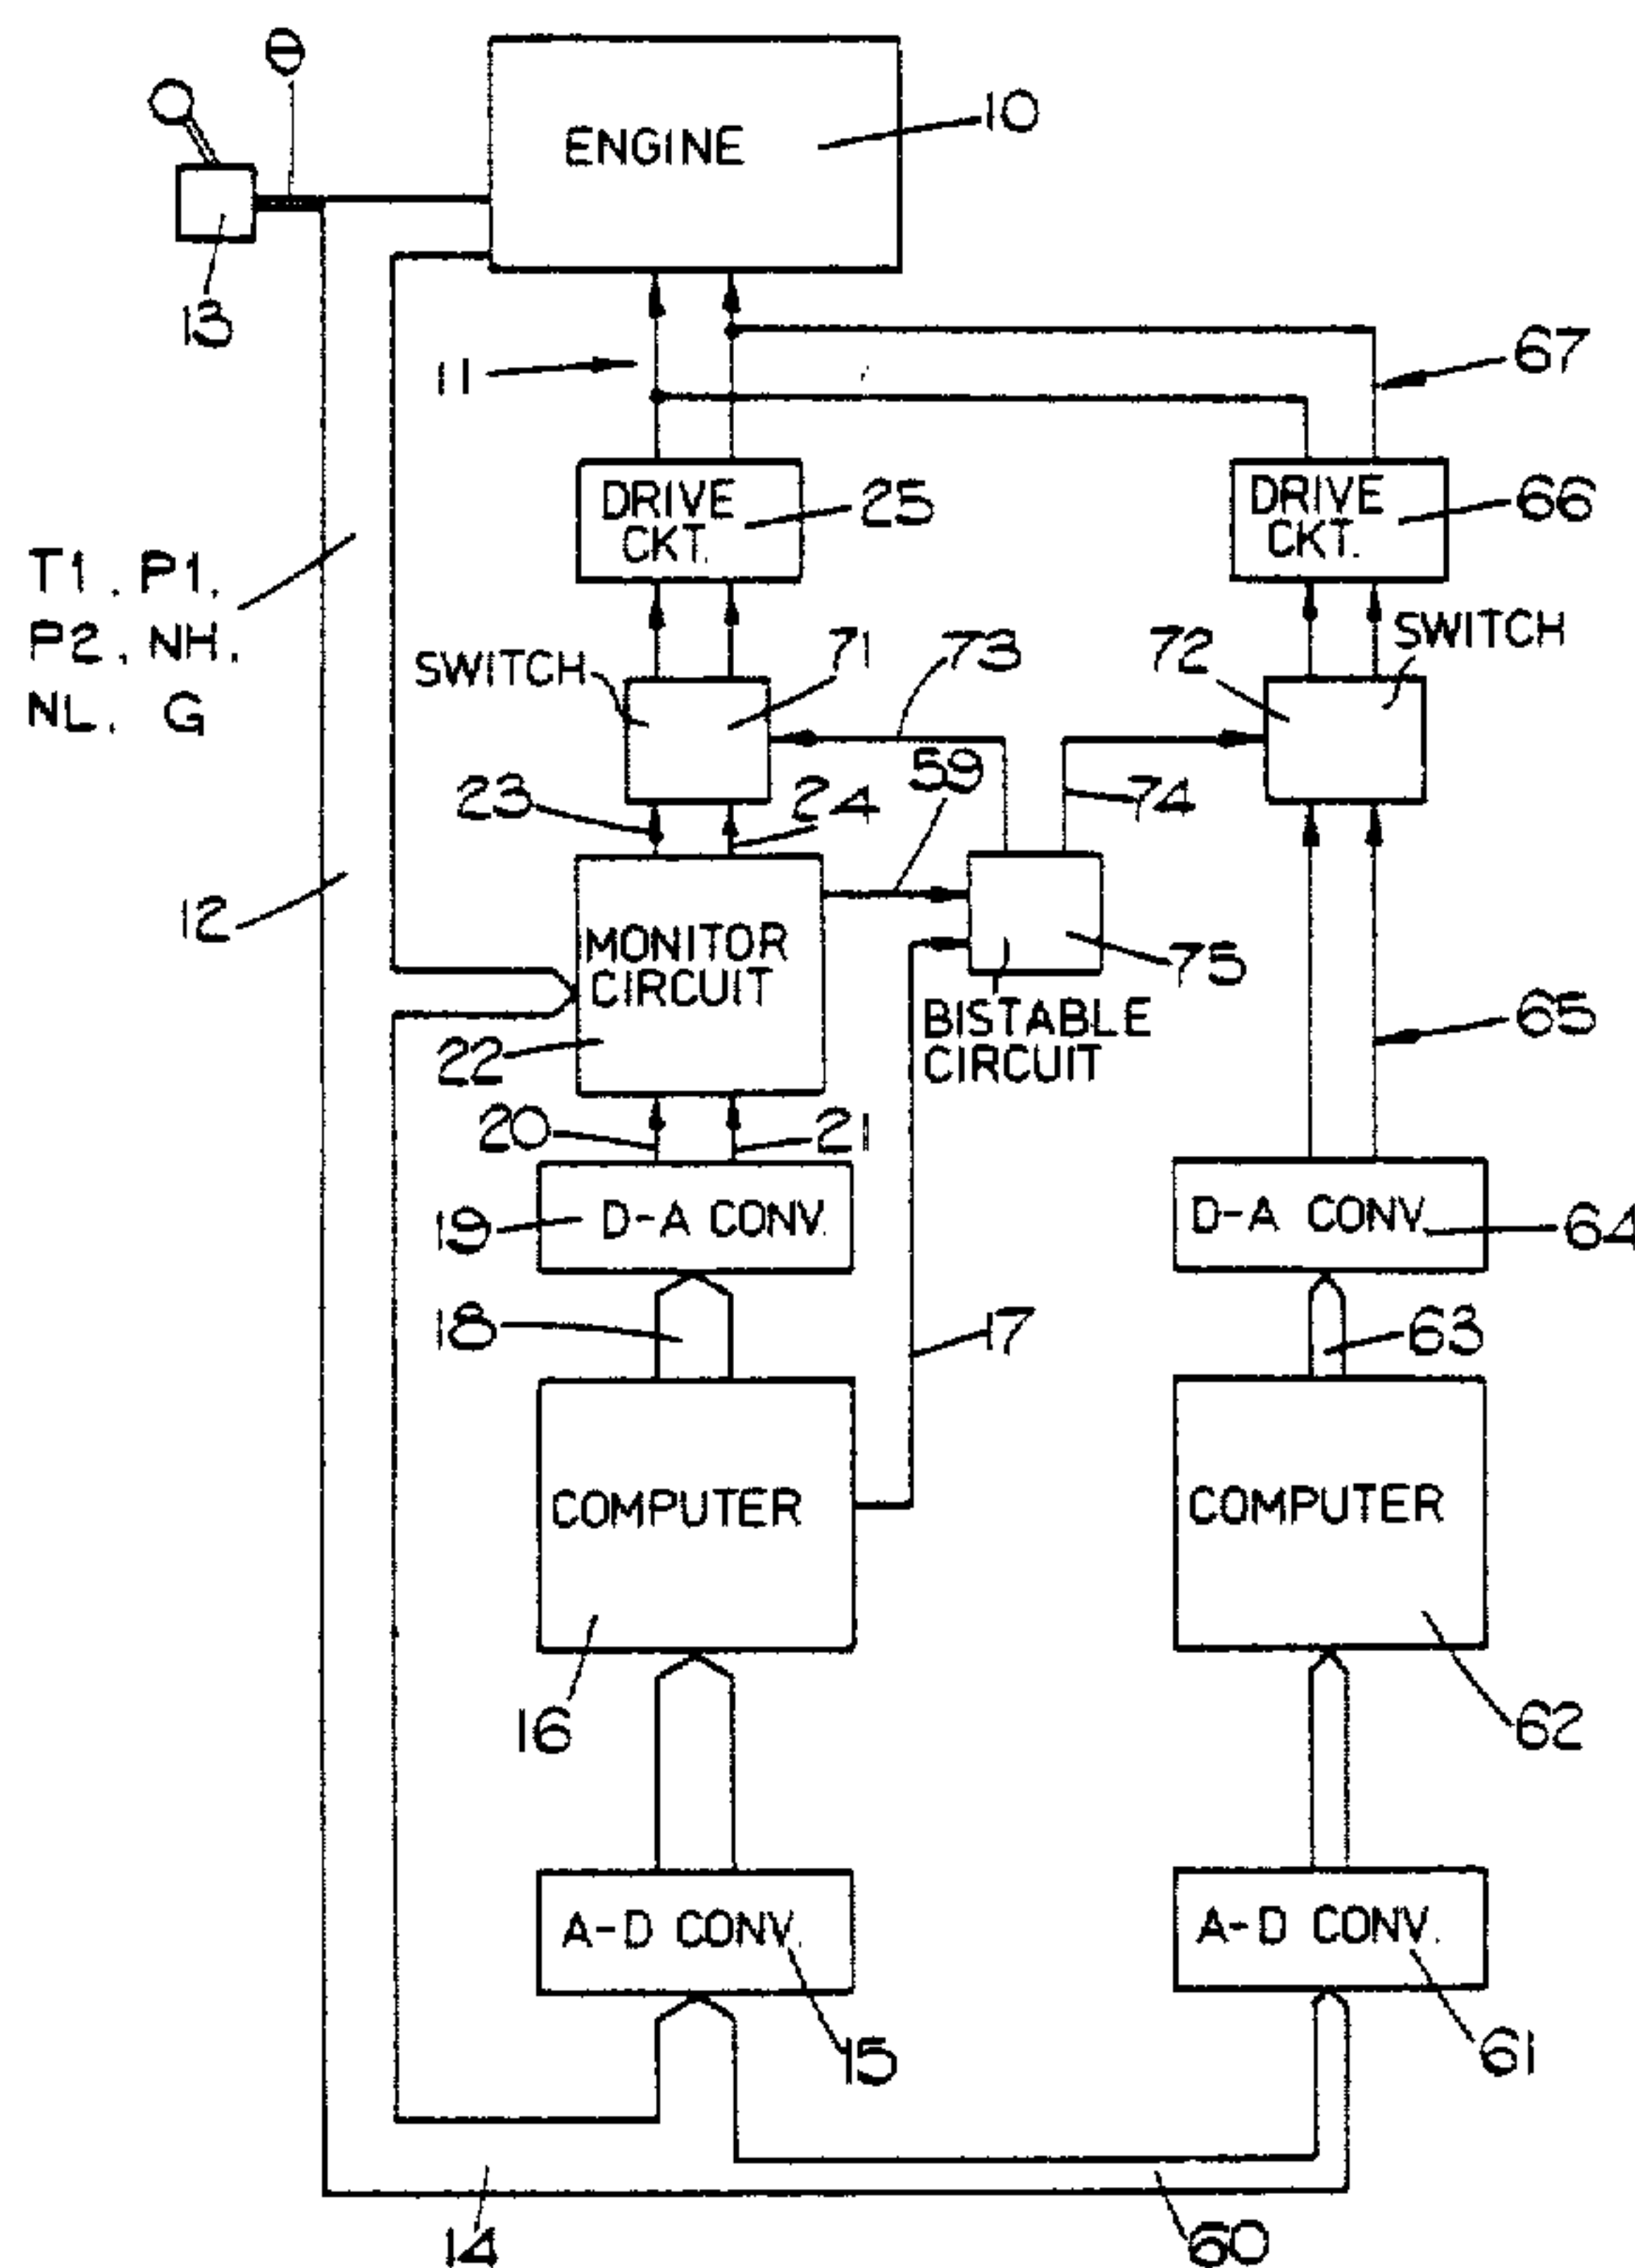 Θ
ENGINE
10
13
11
67
DRIVE
CKT.
25
DRIVE
CKT.
66
T1, P1,
P2, NH,
NL, G
SWITCH
71
73
72
SWITCH
23
24
59
74
12
MONITOR
CIRCUIT
75
22
BISTABLE
CIRCUIT
65
20
21
19
D-A CONV.
D-A CONV.
64
18
17
63
COMPUTER
COMPUTER
16
62
A-D CONV.
A-D CONV.
15
61
14
60